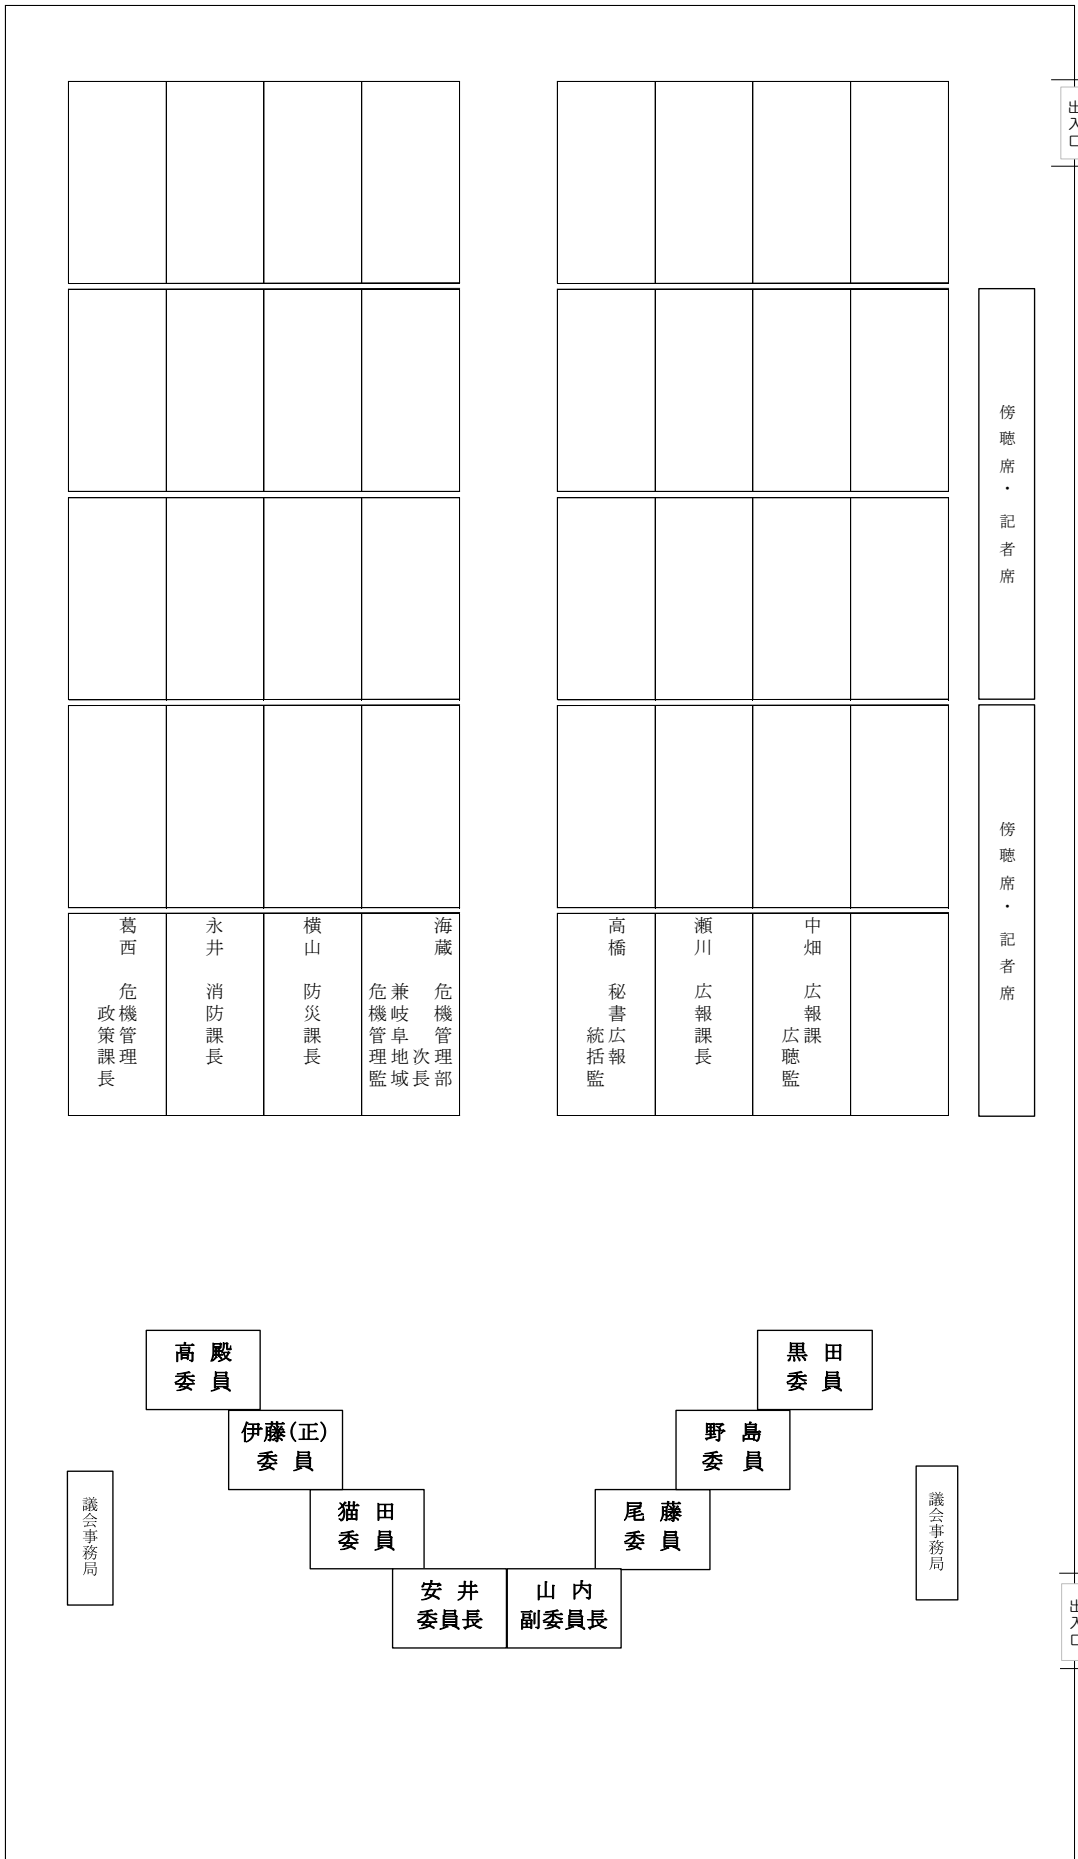 出入口
傍聴席・記者席
傍聴席・記者席
葛西　危機管理
政策課長
永井　消防課長
横山　防災課長
海蔵　危機管理部
次長
兼岐阜地域
危機管理監
高橋　秘書広報
統括監
瀬川　広報課長
中畑　広報課
広聴監
高殿
委員
黒田
委員
伊藤(正)
委員
野島
委員
猫田
委員
尾藤
委員
安井
委員長
山内
副委員長
議会事務局
議会事務局
出入口